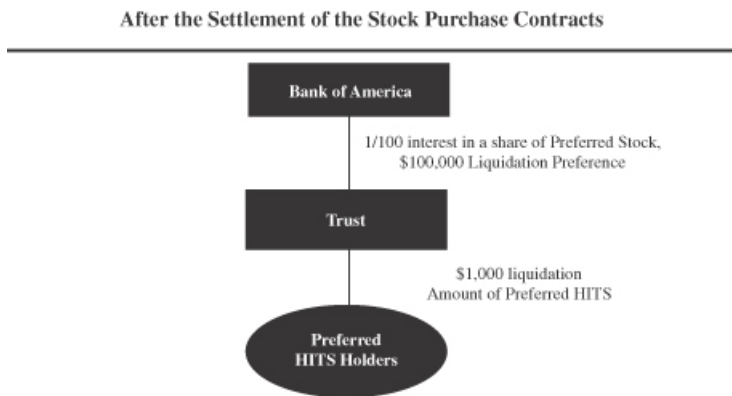 After the Settlement of the Stock Purchase Contracts
Bank of America
1/100 interest in a share of Preferred Stock,
$100,000 Liquidation Preference
Trust
$1,000 liquidation
Amount of Preferred HITS
Preferred
HITS Holders